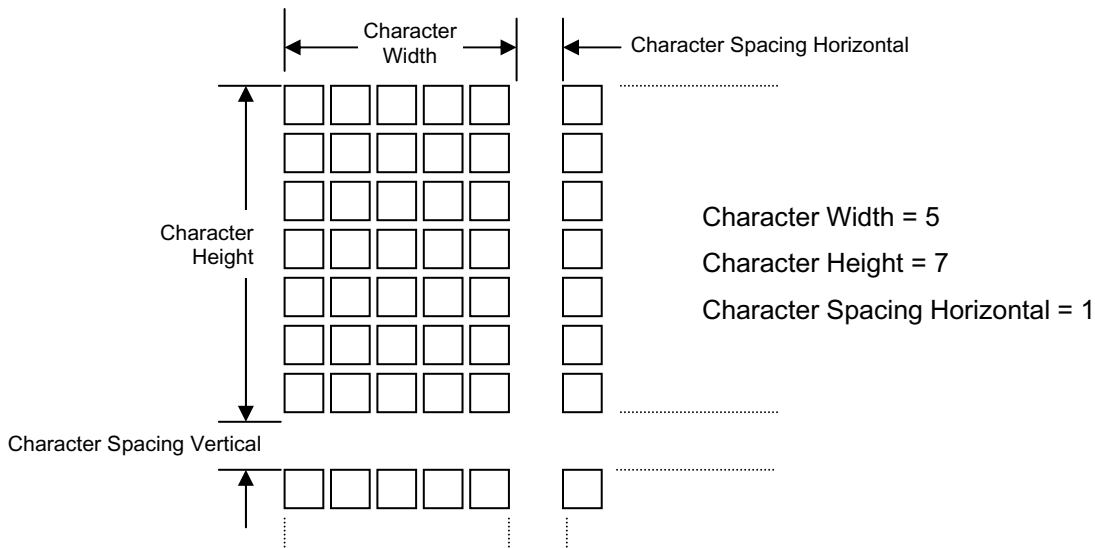 Character
Width
Character Spacing Horizontal
Character
Height
Character Width = 5
Character Height = 7
Character Spacing Horizontal = 1
Character Spacing Vertical